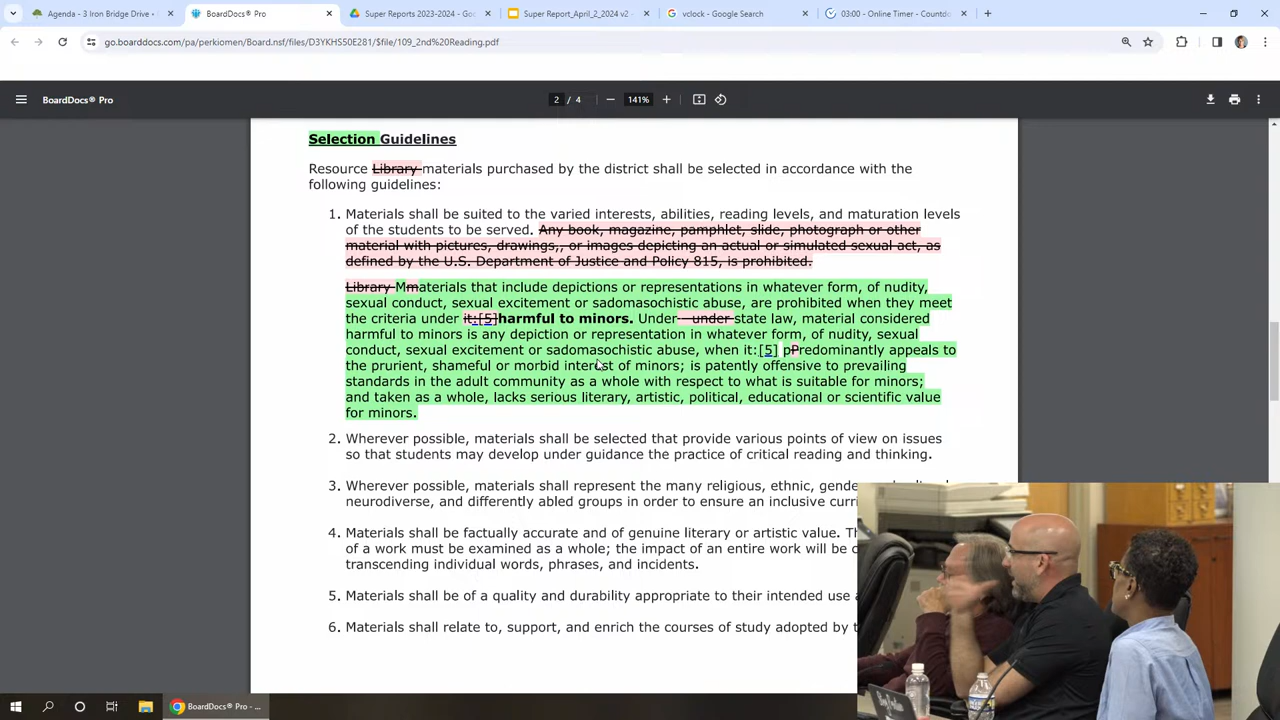 Agenda - 3 Iron Bridge Drive •
BoardDocs® Pro
Super Reports 2023-2024 - Go
Super Report_April_2_2024 v2 -
vclock - Google Search
03:00 - Online Timer - Countdo
go.boarddocs.com/pa/perkiomen/Board.nsf/files/D3YKHS50E281/$file/109_2nd%20Reading.pdf
BoardDocs® Pro
2 / 4
141%
Selection Guidelines
Resource Library materials purchased by the district shall be selected in accordance with the
following guidelines:
1. Materials shall be suited to the varied interests, abilities, reading levels, and maturation levels
of the students to be served. Any book, magazine, pamphlet, slide, photograph or other
material with pictures, drawings,, or images depicting an actual or simulated sexual act, as
defined by the U.S. Department of Justice and Policy 815, is prohibited.
Library Mmaterials that include depictions or representations in whatever form, of nudity,
sexual conduct, sexual excitement or sadomasochistic abuse, are prohibited when they meet
the criteria under it:[5]harmful to minors. Under under state law, material considered
harmful to minors is any depiction or representation in whatever form, of nudity, sexual
conduct, sexual excitement or sadomasochistic abuse, when it:[5] pPredominantly appeals to
the prurient, shameful or morbid interest of minors; is patently offensive to prevailing
standards in the adult community as a whole with respect to what is suitable for minors;
and taken as a whole, lacks serious literary, artistic, political, educational or scientific value
for minors.
2. Wherever possible, materials shall be selected that provide various points of view on issues
so that students may develop under guidance the practice of critical reading and thinking.
3. Wherever possible, materials shall represent the many religious, ethnic,
neurodiverse, and differently abled groups in order to ensure an inclusive
4. Materials shall be factually accurate and of genuine literary or artistic value.
of a work must be examined as a whole; the impact of an entire work will be
transcending individual words, phrases, and incidents.
5. Materials shall be of a quality and durability appropriate to their intended use
6. Materials shall relate to, support, and enrich the courses of study adopted by
BoardDocs® Pro - ...